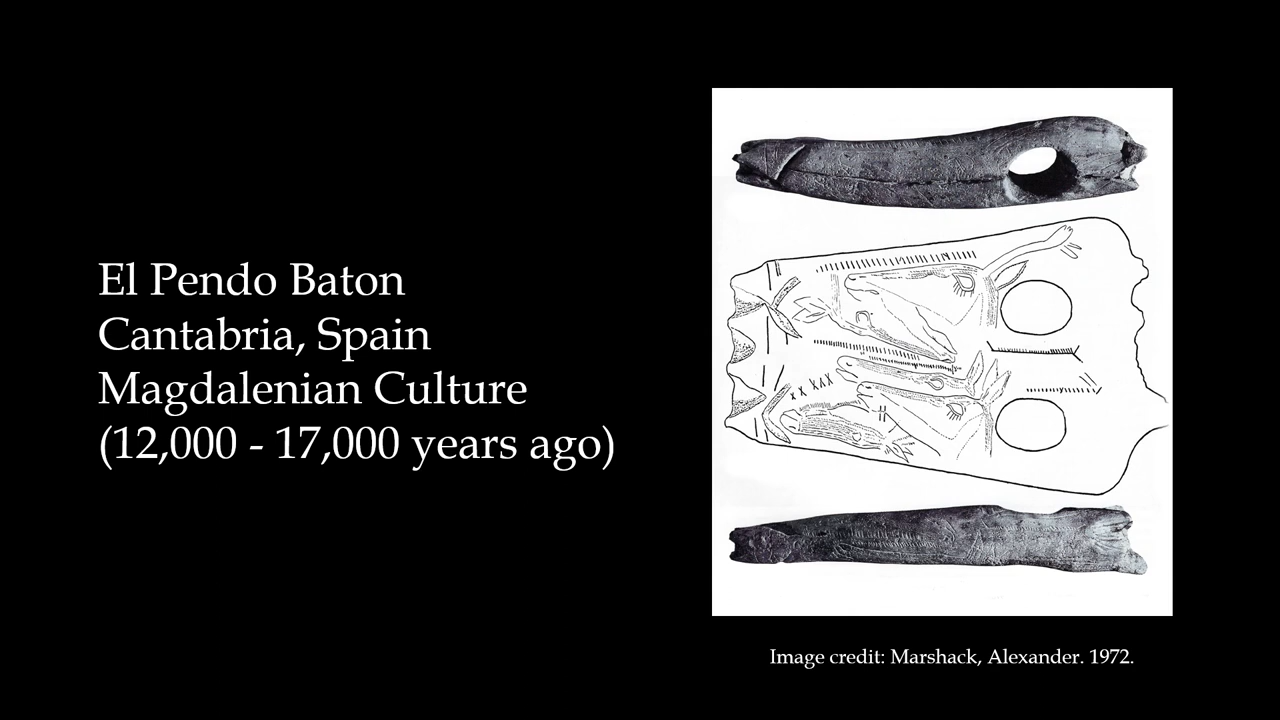 El Pendo Baton
Cantabria, Spain
Magdalenian Culture
(12,000 - 17,000 years ago)
Image credit: Marshack, Alexander. 1972.